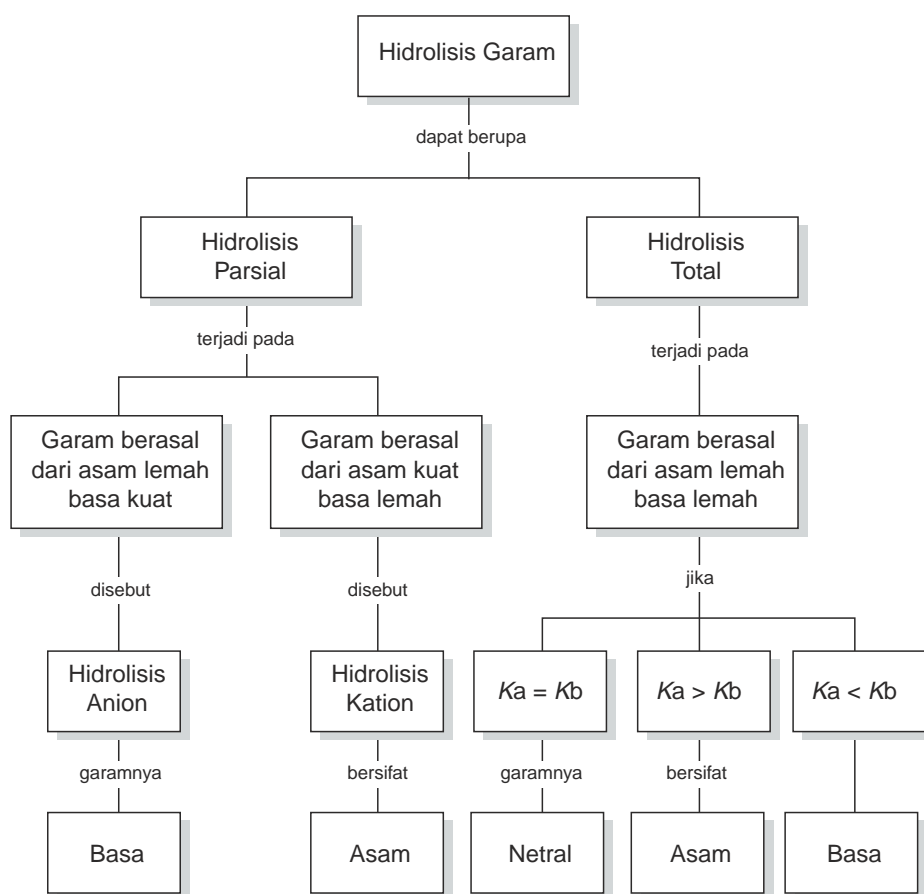 Hidrolisis Garam
dapat berupa
Hidrolisis
Parsial
Hidrolisis
Total
terjadi pada
terjadi pada
Garam berasal
dari asam lemah
basa kuat
Garam berasal
dari asam kuat
basa lemah
Garam berasal
dari asam lemah
basa lemah
disebut
disebut
jika
Hidrolisis
Anion
Hidrolisis
Kation
Ka = Kb
Ka > Kb
Ka < Kb
garamnya
bersifat
garamnya
bersifat
Basa
Asam
Netral
Asam
Basa